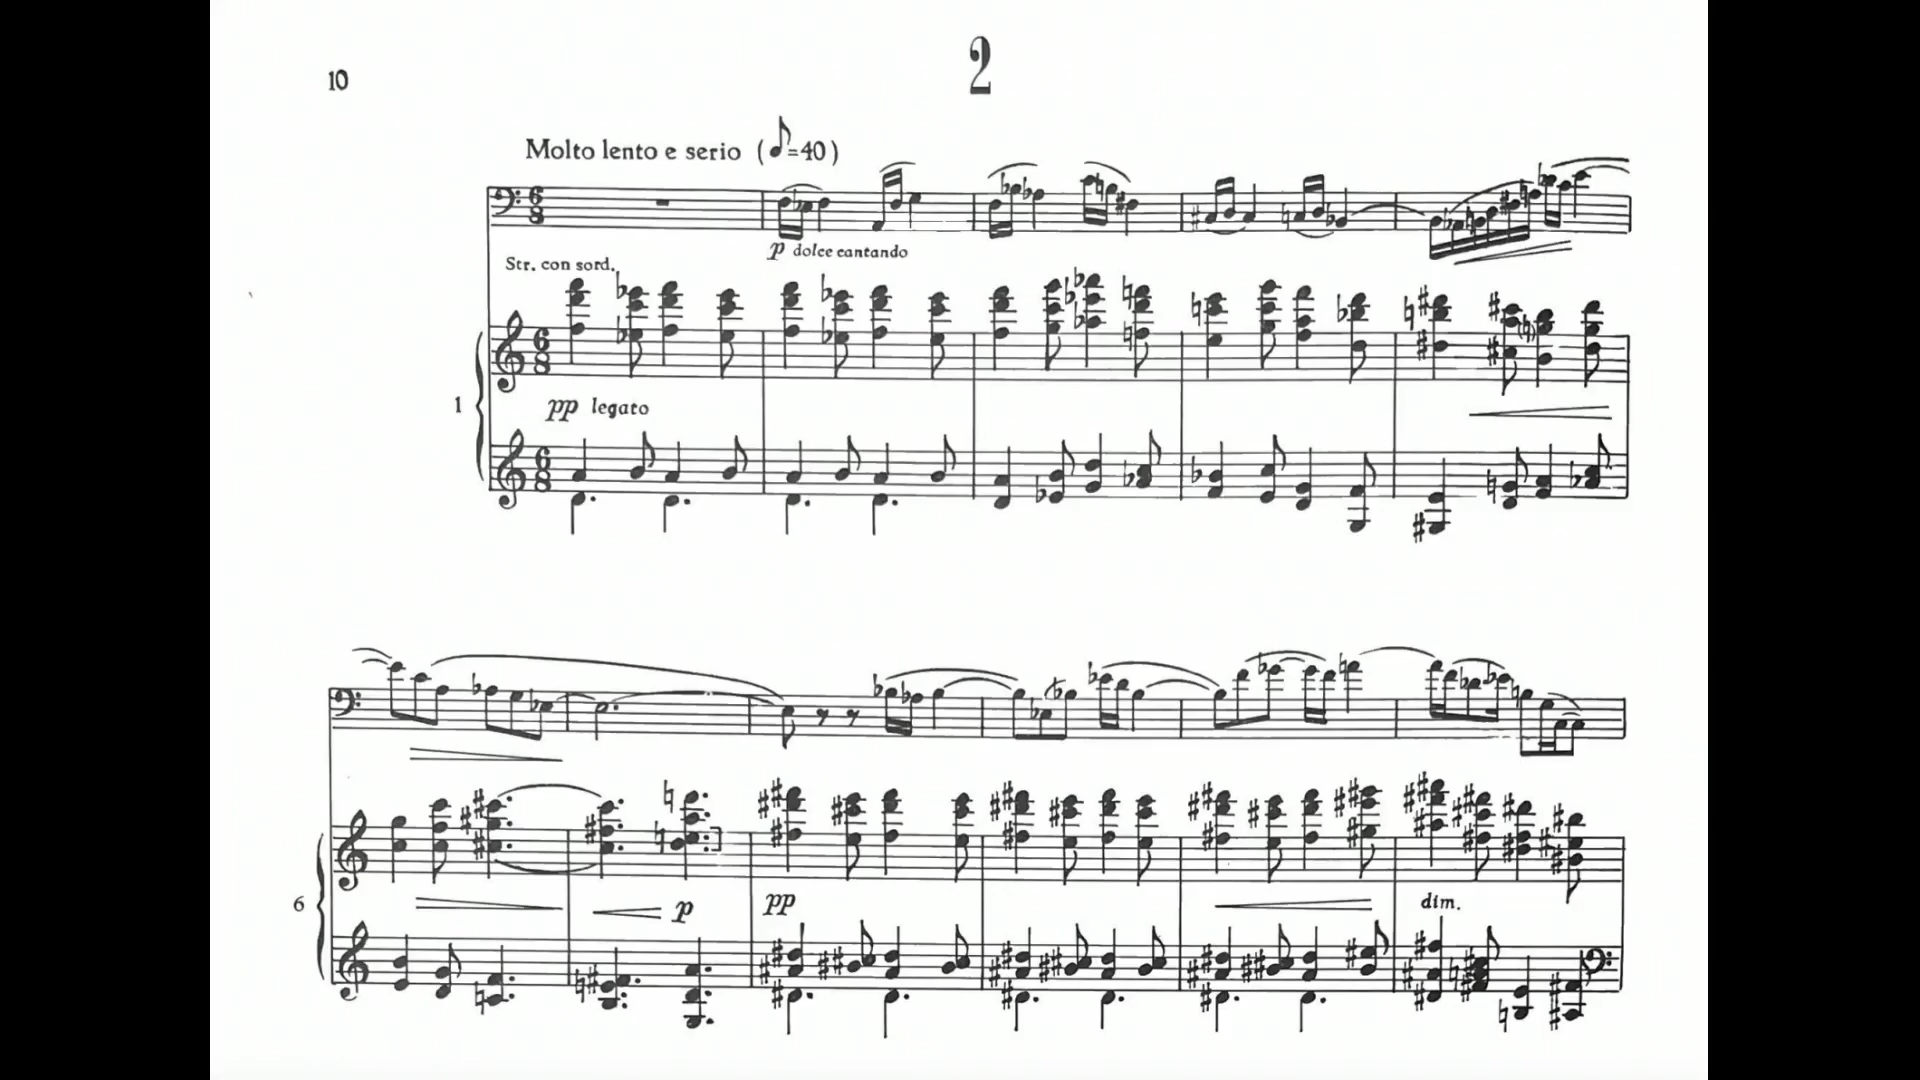 2
10
Molto lento e serio (♪=40)
p dolce cantando
Str. con sord.
1
pp legato
6
p
pp
dim.